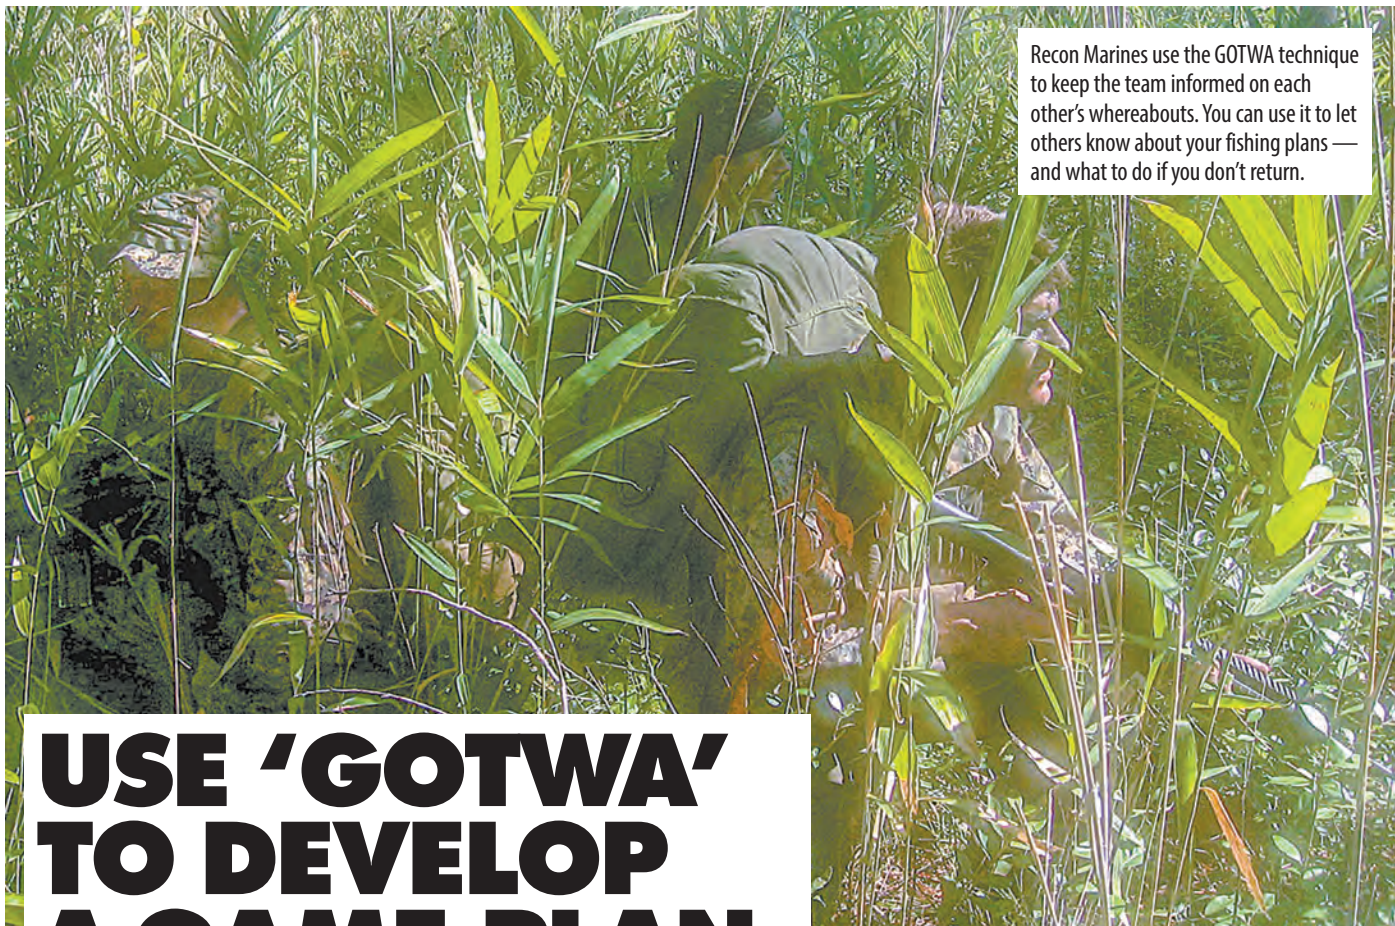 Recon Marines use the GOTWA technique
to keep the team informed on each
other’s whereabouts. You can use it to let
others know about your fishing plans —
and what to do if you don’t return.
USE ‘GOTWA’
TO DEVELOP
A GAME PLAN